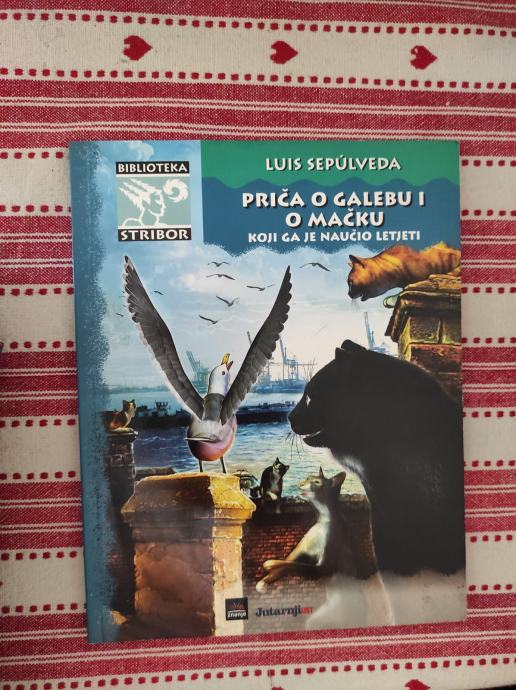 BIBLIOTEKA
STRIBOR
LUIS SEPÚLVEDA
PRIČA O GALEBU I
O MAČKU
KOJI GA JE NAUČIO LETJETI
znanje
Jutarnji